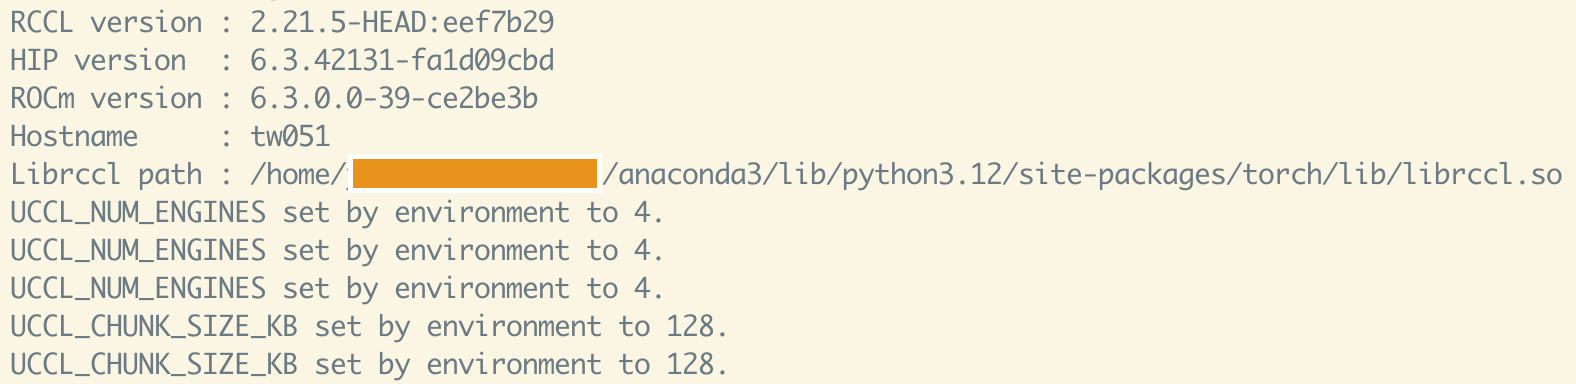 RCCL version : 2.21.5-HEAD:eef7b29
HIP version  : 6.3.42131-fa1d09cbd
ROCm version : 6.3.0.0-39-ce2be3b
Hostname     : tw051
Librccl path : /home/ /anaconda3/lib/python3.12/site-packages/torch/lib/librccl.so
UCCL_NUM_ENGINES set by environment to 4.
UCCL_NUM_ENGINES set by environment to 4.
UCCL_NUM_ENGINES set by environment to 4.
UCCL_CHUNK_SIZE_KB set by environment to 128.
UCCL_CHUNK_SIZE_KB set by environment to 128.